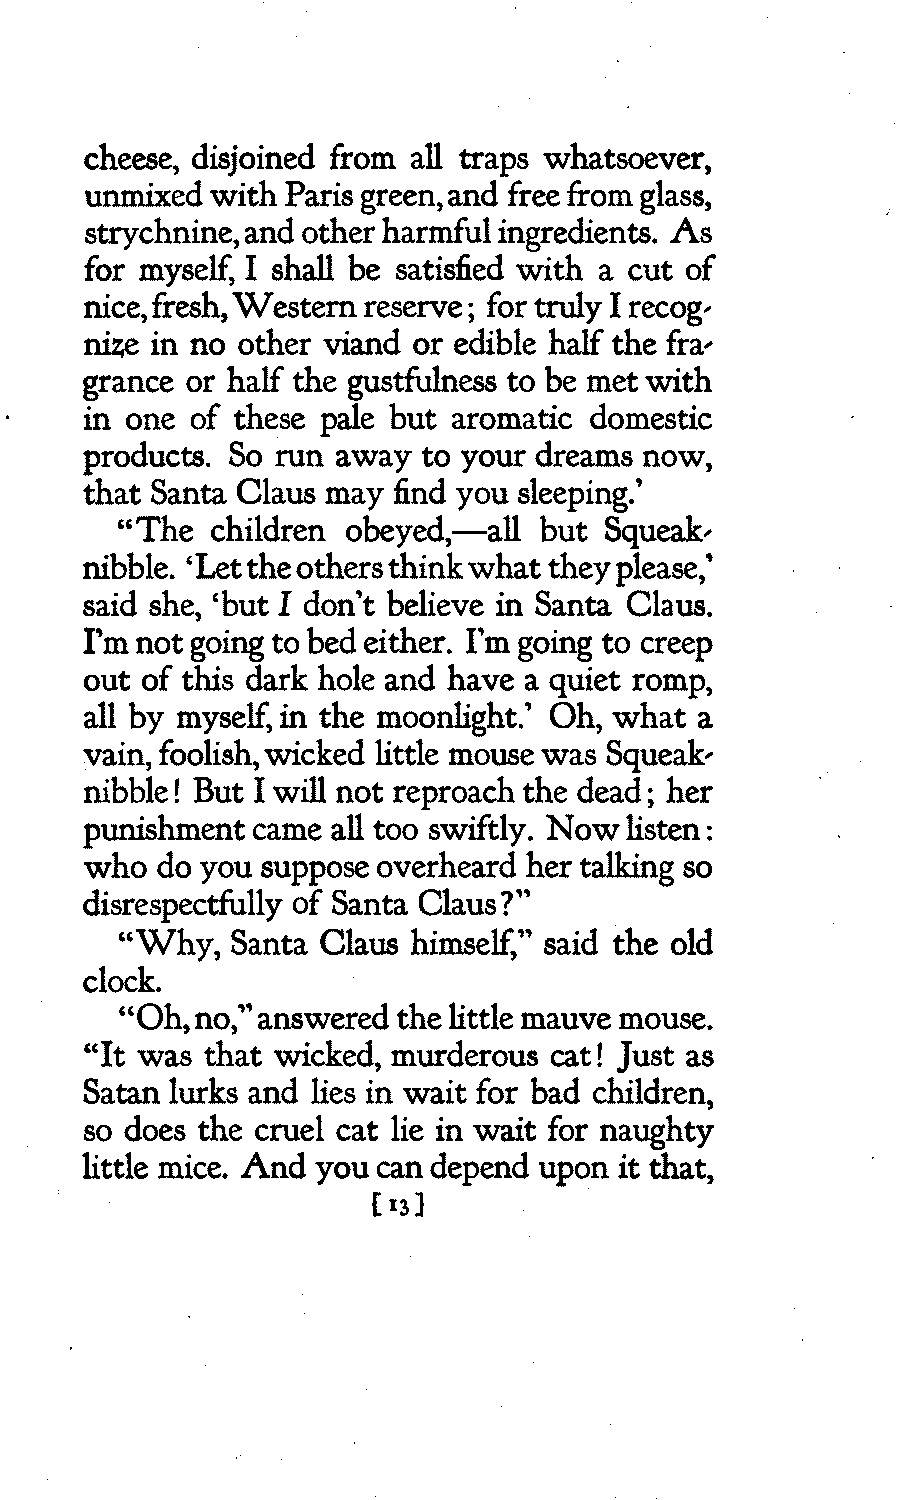 cheese, disjoined from all traps whatsoever,
unmixed with Paris green, and free from glass,
strychnine, and other harmful ingredients. As
for myself, I shall be satisfied with a cut of
nice, fresh, Western reserve; for truly I recog-
nize in no other viand or edible half the fra-
grance or half the gustfulness to be met with
in one of these pale but aromatic domestic
products. So run away to your dreams now,
that Santa Claus may find you sleeping.’
“The children obeyed,—all but Squeak-
nibble. ‘Let the others think what they please,’
said she, ‘but I don’t believe in Santa Claus.
I’m not going to bed either. I’m going to creep
out of this dark hole and have a quiet romp,
all by myself, in the moonlight.’ Oh, what a
vain, foolish, wicked little mouse was Squeak-
nibble! But I will not reproach the dead; her
punishment came all too swiftly. Now listen:
who do you suppose overheard her talking so
disrespectfully of Santa Claus?”
“Why, Santa Claus himself,” said the old
clock.
“Oh, no,” answered the little mauve mouse.
“It was that wicked, murderous cat! Just as
Satan lurks and lies in wait for bad children,
so does the cruel cat lie in wait for naughty
little mice. And you can depend upon it that,
[13]